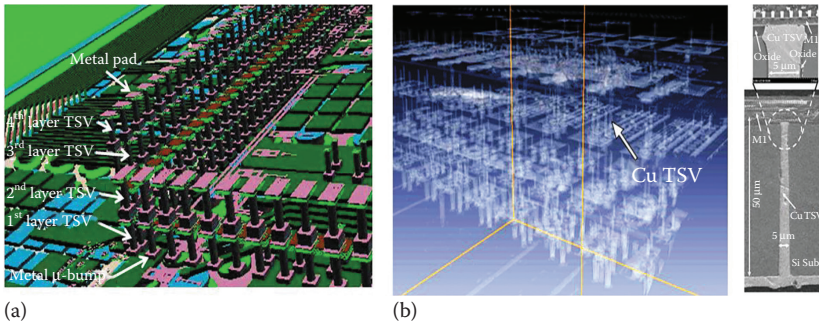 Metal pad
4th layer TSV
3rd layer TSV
2nd layer TSV
1st layer TSV
Metal µ-bump
(a)
Cu TSV
(b)
Cu TSV
M1
Oxide
Oxide
5 µm
M1
50 µm
Cu TSV
5 µm
Si Sub